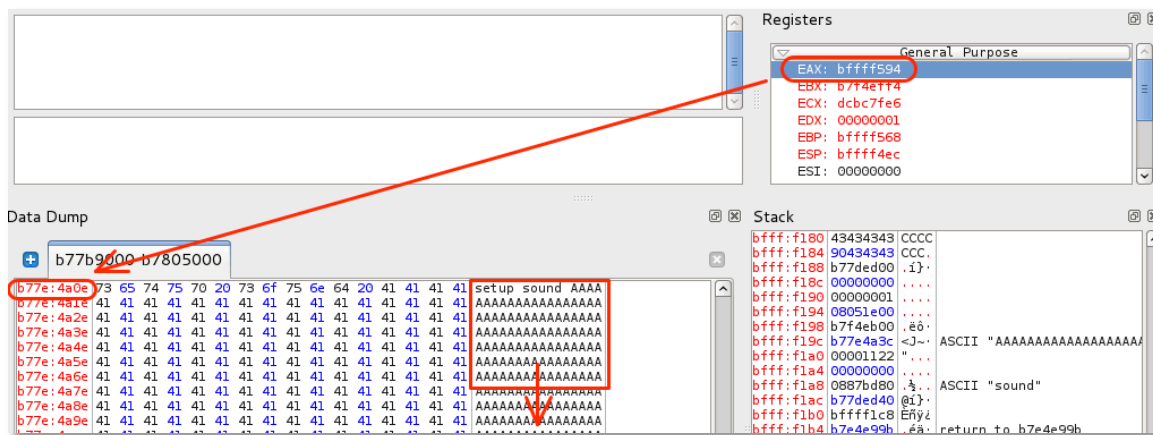 Registers
General Purpose
EAX: bffff594
EBX: b7f4eff4
ECX: dcbc7fe6
EDX: 00000001
EBP: bffff568
ESP: bffff4ec
ESI: 00000000
Data Dump
b77b9000-b7805000
b77e:4a0e 73 65 74 75 70 20 73 6f 75 6e 64 20 41 41 41 41 setup sound AAAA
b77e:4a1e 41 41 41 41 41 41 41 41 41 41 41 41 41 41 41 41 AAAAAAAAAAAAAAAA
b77e:4a2e 41 41 41 41 41 41 41 41 41 41 41 41 41 41 41 41 AAAAAAAAAAAAAAAA
b77e:4a3e 41 41 41 41 41 41 41 41 41 41 41 41 41 41 41 41 AAAAAAAAAAAAAAAA
b77e:4a4e 41 41 41 41 41 41 41 41 41 41 41 41 41 41 41 41 AAAAAAAAAAAAAAAA
b77e:4a5e 41 41 41 41 41 41 41 41 41 41 41 41 41 41 41 41 AAAAAAAAAAAAAAAA
b77e:4a6e 41 41 41 41 41 41 41 41 41 41 41 41 41 41 41 41 AAAAAAAAAAAAAAAA
b77e:4a7e 41 41 41 41 41 41 41 41 41 41 41 41 41 41 41 41 AAAAAAAAAAAAAAAA
b77e:4a8e 41 41 41 41 41 41 41 41 41 41 41 41 41 41 41 41 AAAAAAAAAAAAAAAA
b77e:4a9e 41 41 41 41 41 41 41 41 41 41 41 41 41 41 41 41 AAAAAAAAAAAAAAAA
Stack
bfff:f180 43434343 CCCC
bfff:f184 90434343 CCC.
bfff:f188 b77ded00 .í}·
bfff:f18c 00000000 ....
bfff:f190 00000001 ....
bfff:f194 08051e00 ....
bfff:f198 b7f4eb00 .ëô·
bfff:f19c b77e4a3c <J~· ASCII "AAAAAAAAAAAAAAAAAAA
bfff:f1a0 00001122 "...
bfff:f1a4 00000000 ....
bfff:f1a8 0887bd80 .½.. ASCII "sound"
bfff:f1ac b77ded40 @í}·
bfff:f1b0 bffff1c8 Èñÿ¿
bfff:f1b4 b7e4e99b .éä· return to b7e4e99b